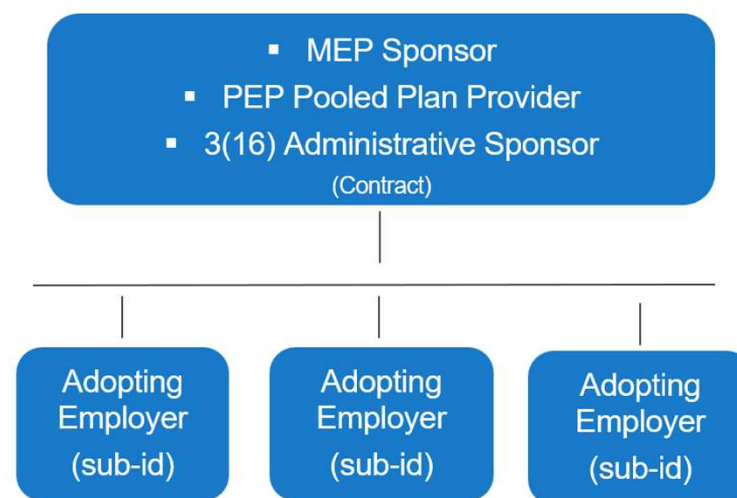 ▪ MEP Sponsor
▪ PEP Pooled Plan Provider
▪ 3(16) Administrative Sponsor
(Contract)
Adopting
Employer
(sub-id)
Adopting
Employer
(sub-id)
Adopting
Employer
(sub-id)